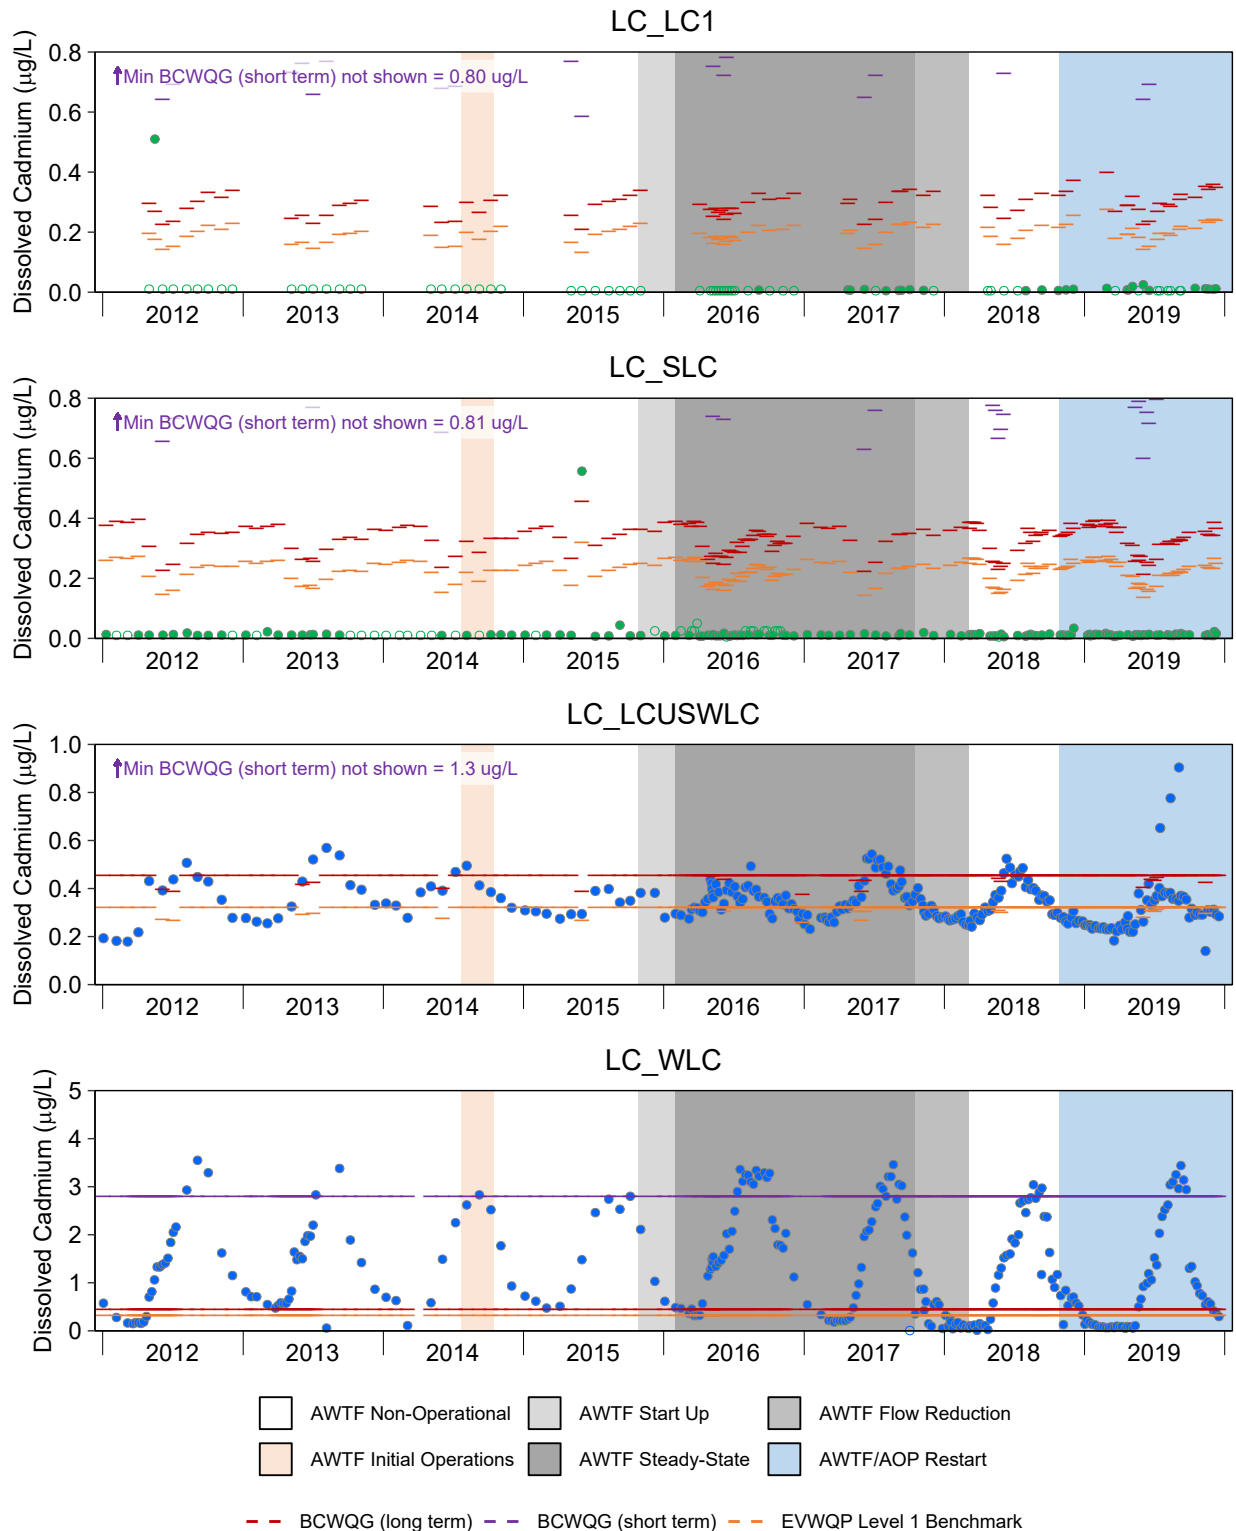 LC_LC1
Dissolved Cadmium (µg/L)
0.8
0.6
0.4
0.2
0.0
Min BCWQG (short term) not shown = 0.80 ug/L
2012 2013 2014 2015 2016 2017 2018 2019
LC_SLC
Dissolved Cadmium (µg/L)
0.8
0.6
0.4
0.2
0.0
Min BCWQG (short term) not shown = 0.81 ug/L
2012 2013 2014 2015 2016 2017 2018 2019
LC_LCUSWLC
Dissolved Cadmium (µg/L)
1.0
0.8
0.6
0.4
0.2
0.0
Min BCWQG (short term) not shown = 1.3 ug/L
2012 2013 2014 2015 2016 2017 2018 2019
LC_WLC
Dissolved Cadmium (µg/L)
5
4
3
2
1
0
2012 2013 2014 2015 2016 2017 2018 2019
AWTF Non-Operational AWTF Start Up AWTF Flow Reduction
AWTF Initial Operations AWTF Steady-State AWTF/AOP Restart
BCWQG (long term) BCWQG (short term) EVWQP Level 1 Benchmark